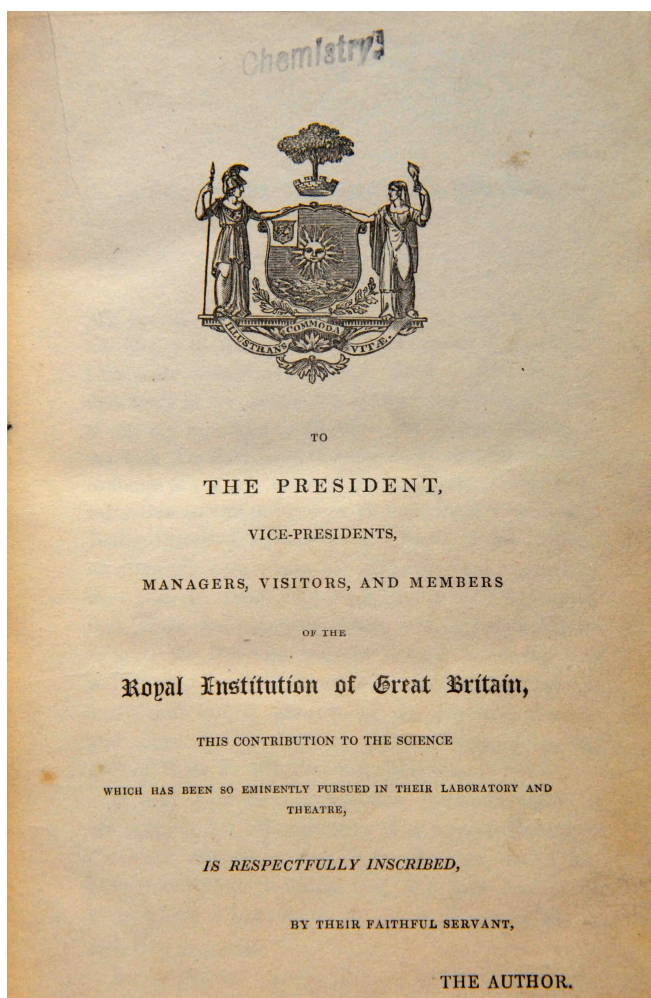 Chemistry
ILLUSTRANS COMMODA VITÆ.
TO
THE PRESIDENT,
VICE-PRESIDENTS,
MANAGERS, VISITORS, AND MEMBERS
OF THE
Royal Institution of Great Britain,
THIS CONTRIBUTION TO THE SCIENCE
WHICH HAS BEEN SO EMINENTLY PURSUED IN THEIR LABORATORY AND
THEATRE,
IS RESPECTFULLY INSCRIBED,
BY THEIR FAITHFUL SERVANT,
THE AUTHOR.